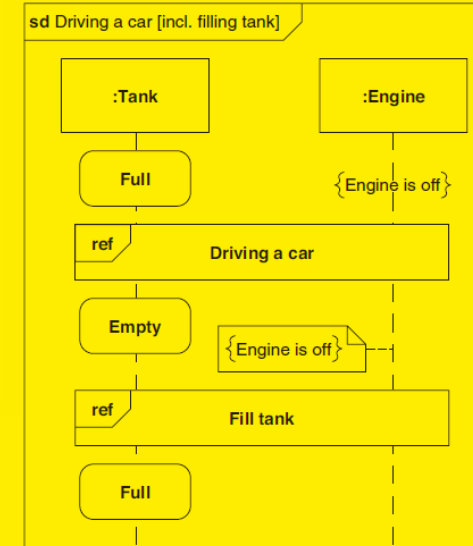 sd Driving a car [incl. filling tank]
:Tank
:Engine
Full
{Engine is off}
ref
Driving a car
Empty
{Engine is off}
ref
Fill tank
Full